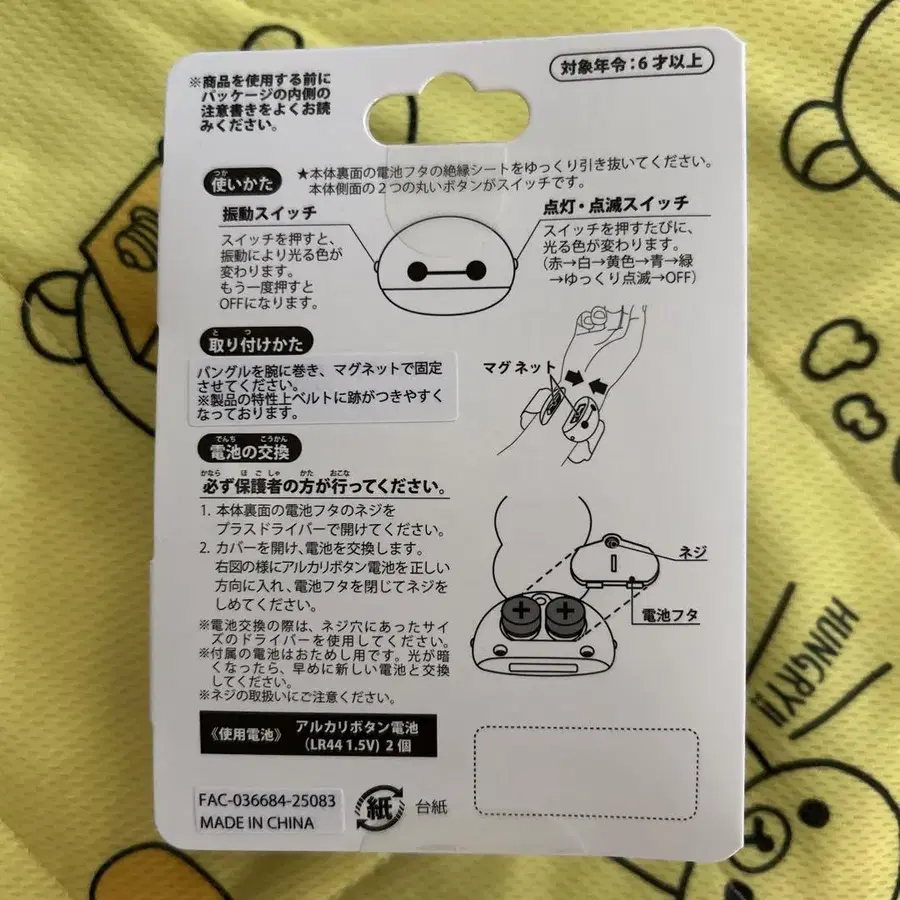 ※商品を使用する前に
パッケージの内側の
注意書きをよくお読
みください。
対象年令：6才以上
つか
使いかた
★本体裏面の電池フタの絶縁シートをゆっくり引き抜いてください。
本体側面の２つの丸いボタンがスイッチです。
振動スイッチ
スイッチを押すと、
振動により光る色が
変わります。
もう一度押すと
OFFになります。
点灯・点滅スイッチ
スイッチを押すたびに、
光る色が変わります。
(赤→白→黄色→青→緑
→ゆっくり点滅→OFF)
と つ
取り付けかた
バングルを腕に巻き、マグネットで固定
させてください。
※製品の特性上ベルトに跡がつきやすく
なっております。
マグネット
でんち こうかん
電池の交換
かなら ほごしゃ かた おこな
必ず保護者の方が行ってください。
1. 本体裏面の電池フタのネジを
プラスドライバーで開けてください。
2. カバーを開け、電池を交換します。
右図の様にアルカリボタン電池を正しい
方向に入れ、電池フタを閉じてネジを
しめてください。
※電池交換の際は、ネジ穴にあったサイ
ズのドライバーを使用してください。
※付属の電池はおためし用です。光が暗
くなったら、早めに新しい電池と交換
してください。
※ネジの取扱いにご注意ください。
ネジ
電池フタ
《使用電池》 アルカリボタン電池
(LR44 1.5V) 2個
FAC-036684-25083
MADE IN CHINA
紙
台紙
HUNGRY!!